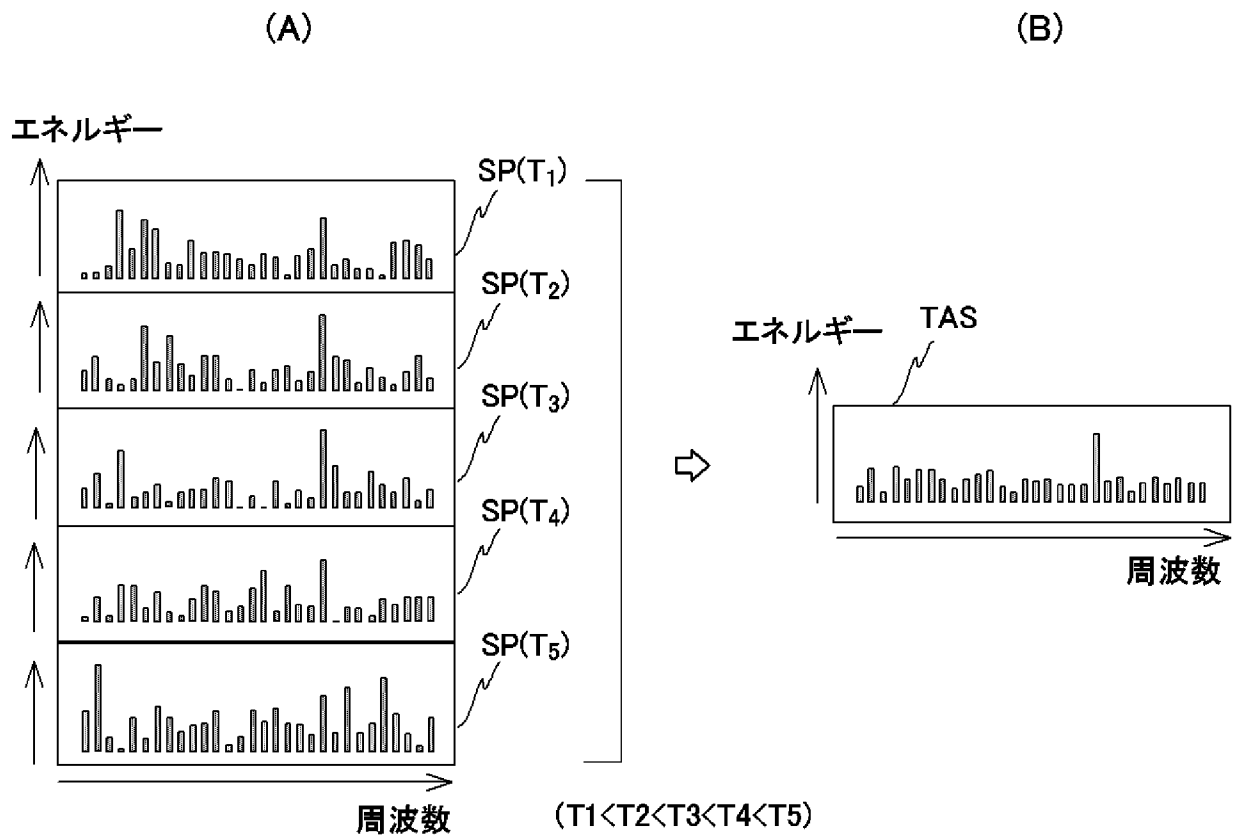 (A)
(B)
エネルギー
SP(T₁)
SP(T₂)
SP(T₃)
SP(T₄)
SP(T₅)
周波数
(T1<T2<T3<T4<T5)
エネルギー
TAS
周波数